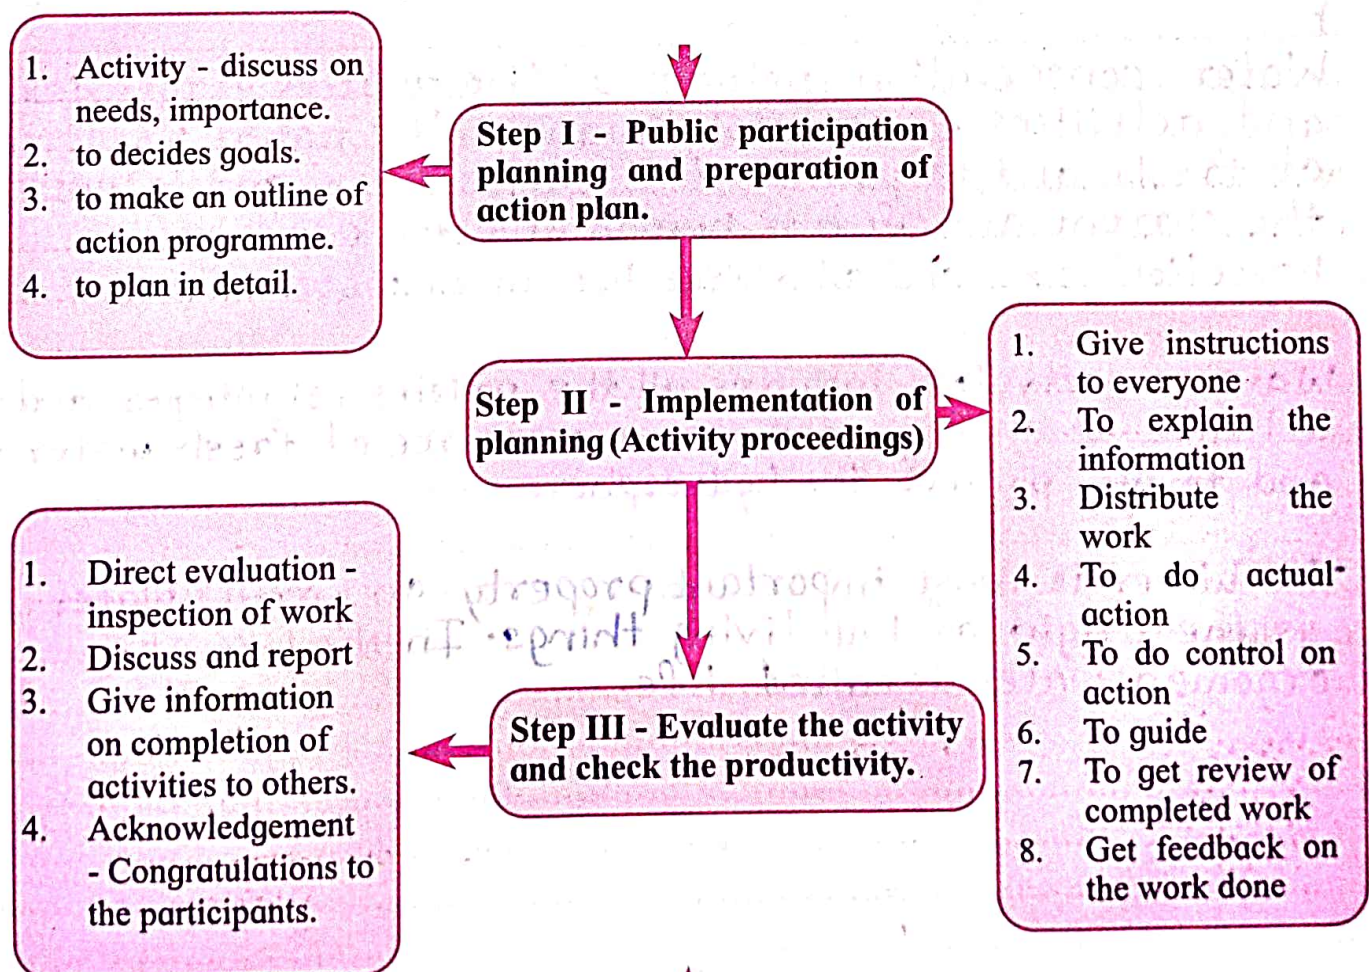 1. Activity - discuss on
needs, importance.
2. to decides goals.
3. to make an outline of
action programme.
4. to plan in detail.
Step I - Public participation
planning and preparation of
action plan.
Step II - Implementation of
planning (Activity proceedings)
1. Give instructions
to everyone
2. To explain the
information
3. Distribute the
work
4. To do actual
action
5. To do control on
action
6. To guide
7. To get review of
completed work
8. Get feedback on
the work done
Step III - Evaluate the activity
and check the productivity.
1. Direct evaluation -
inspection of work
2. Discuss and report
3. Give information
on completion of
activities to others.
4. Acknowledgement
- Congratulations to
the participants.